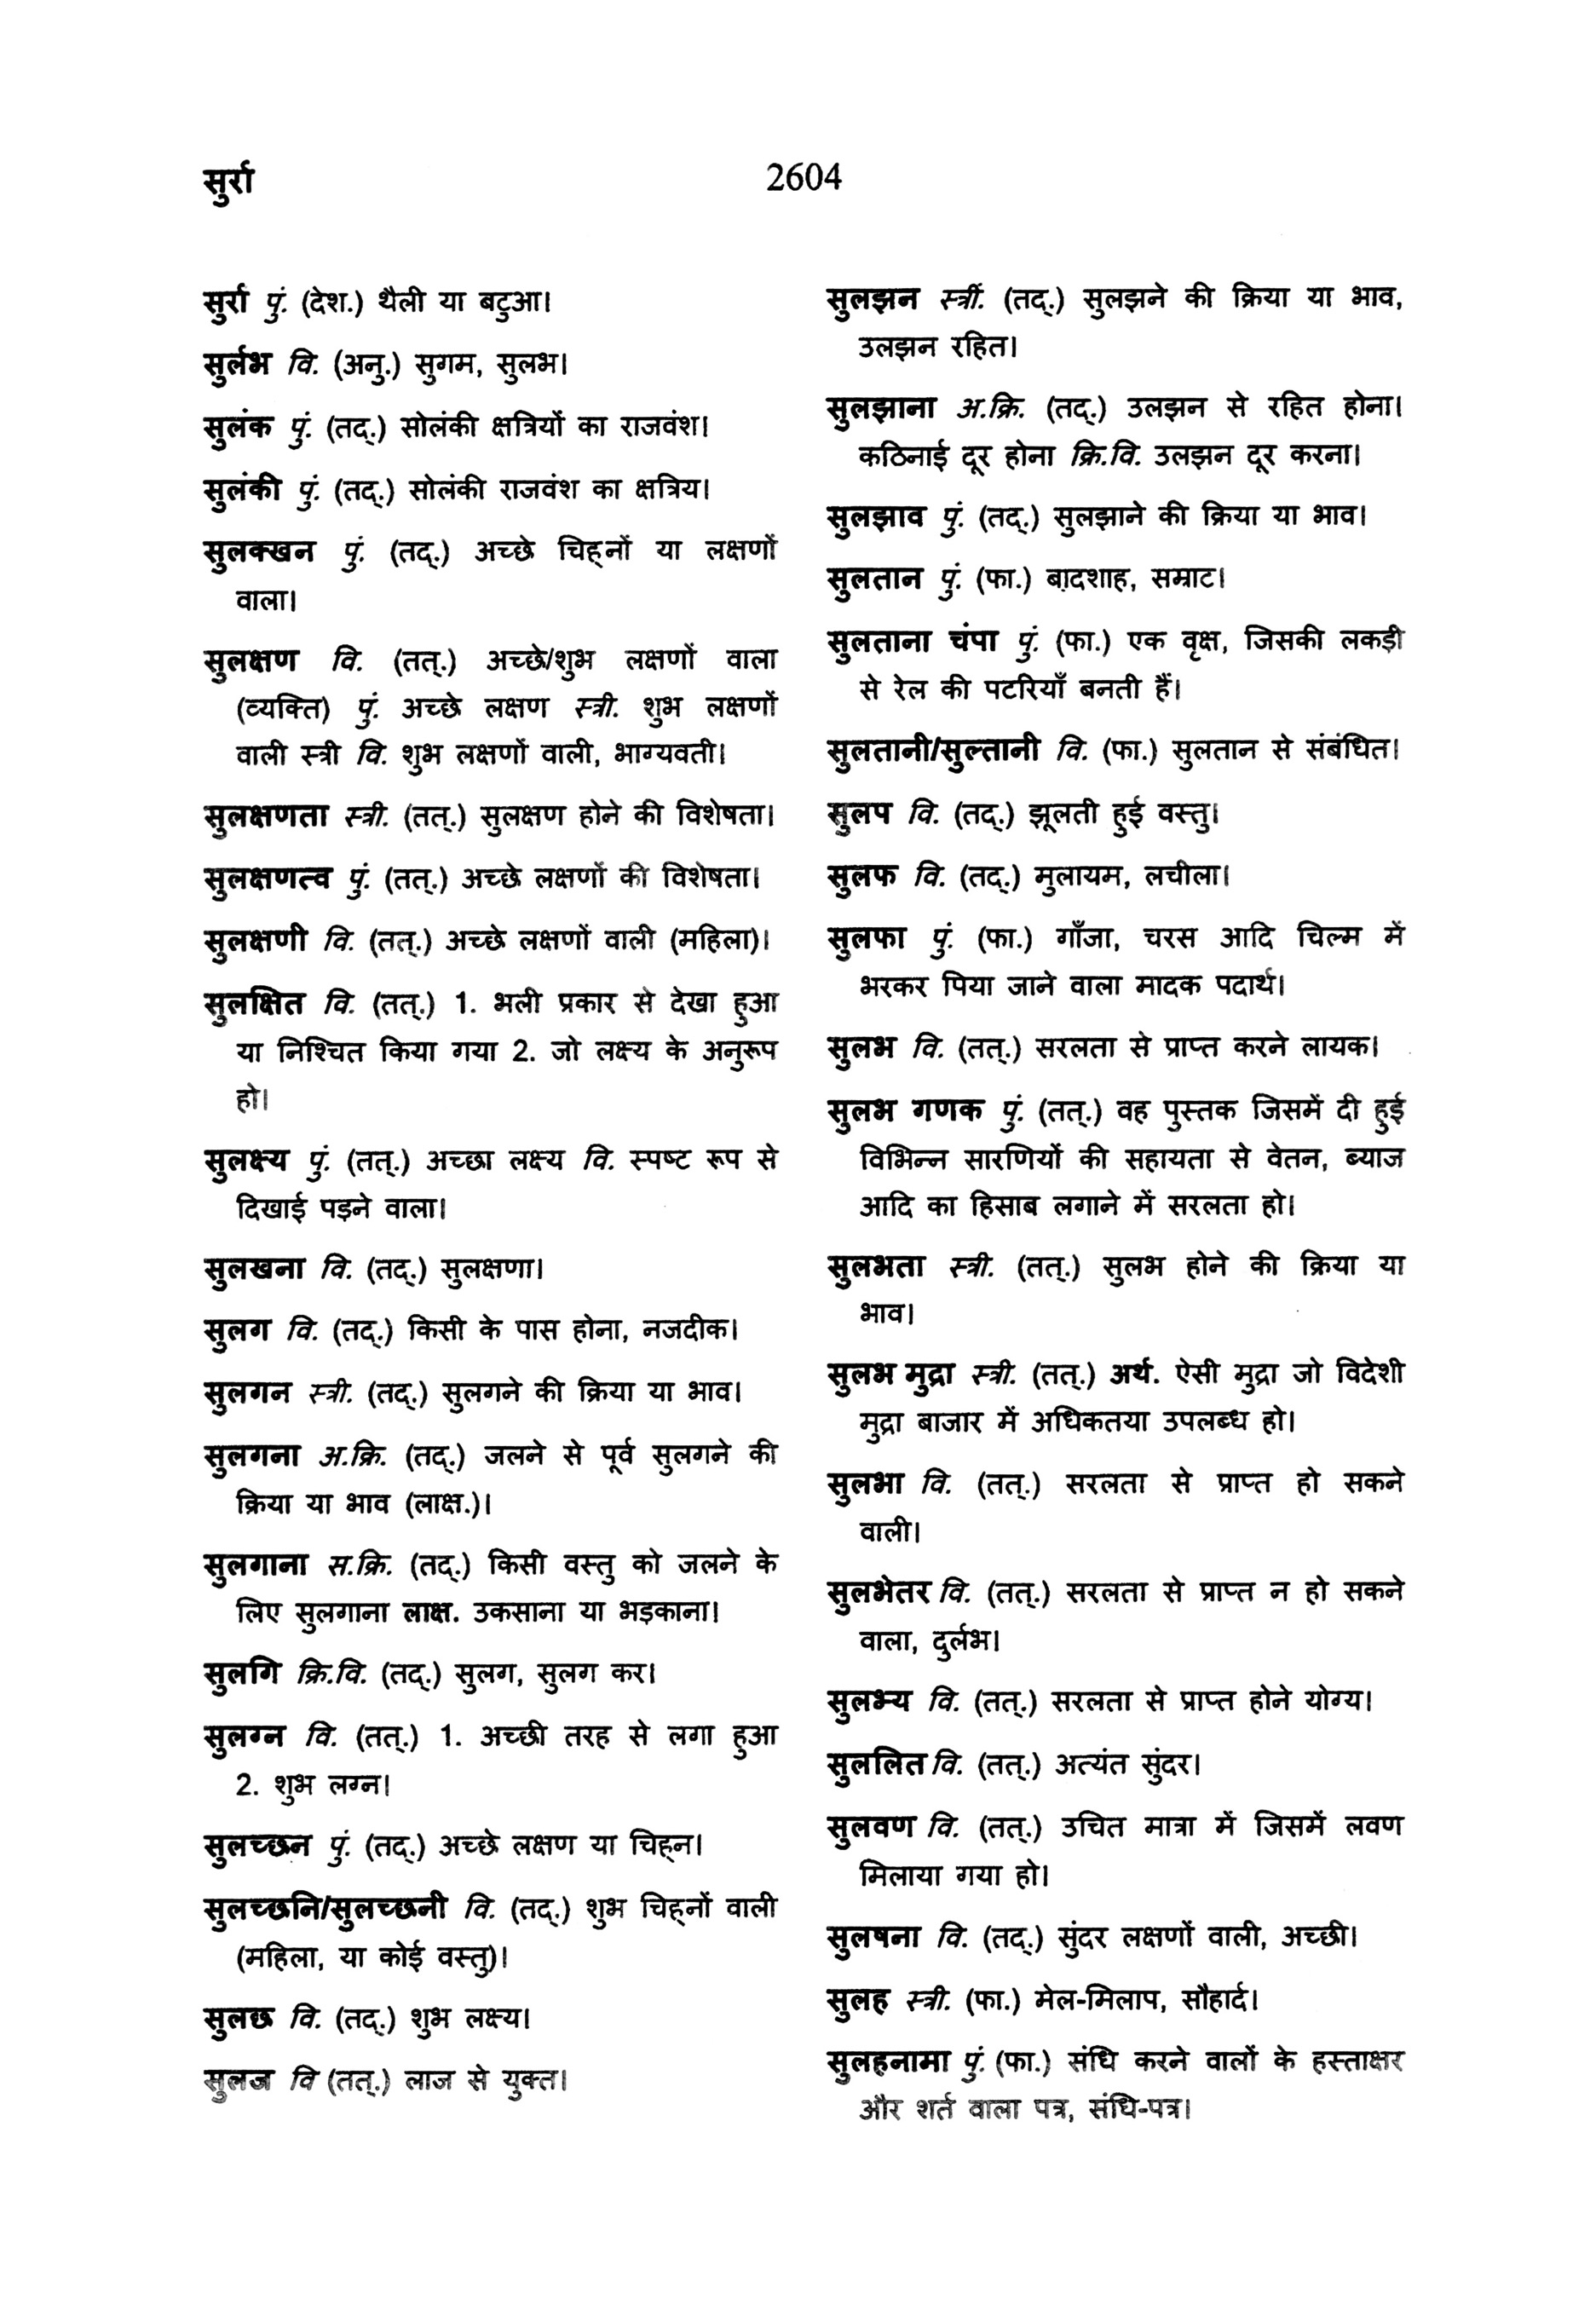 सुर्रा
2604
सुर्रा पुं. (देश.) थैली या बटुआ।
सुर्लभ वि. (अनु.) सुगम, सुलभ।
सुलंक पुं. (तद्.) सोलंकी क्षत्रियों का राजवंश।
सुलंकी पुं. (तद्.) सोलंकी राजवंश का क्षत्रिय।
सुलक्खन पुं. (तद्.) अच्छे चिह्नों या लक्षणों
वाला।
सुलक्षण वि. (तत्.) अच्छे/शुभ लक्षणों वाला
(व्यक्ति) पुं. अच्छे लक्षण स्त्री. शुभ लक्षणों
वाली स्त्री वि. शुभ लक्षणों वाली, भाग्यवती।
सुलक्षणता स्त्री. (तत्.) सुलक्षण होने की विशेषता।
सुलक्षणत्व पुं. (तत्.) अच्छे लक्षणों की विशेषता।
सुलक्षणी वि. (तत्.) अच्छे लक्षणों वाली (महिला)।
सुलक्षित वि. (तत्.) 1. भली प्रकार से देखा हुआ
या निश्चित किया गया 2. जो लक्ष्य के अनुरूप
हो।
सुलक्ष्य पुं. (तत्.) अच्छा लक्ष्य वि. स्पष्ट रूप से
दिखाई पड़ने वाला।
सुलखना वि. (तद्.) सुलक्षणा।
सुलग वि. (तद्.) किसी के पास होना, नजदीक।
सुलगन स्त्री. (तद्.) सुलगने की क्रिया या भाव।
सुलगना अ.क्रि. (तद्.) जलने से पूर्व सुलगने की
क्रिया या भाव (लाक्ष.)।
सुलगाना स.क्रि. (तद्.) किसी वस्तु को जलने के
लिए सुलगाना लाक्ष. उकसाना या भड़काना।
सुलगि क्रि.वि. (तद्.) सुलग, सुलग कर।
सुलग्न वि. (तत्.) 1. अच्छी तरह से लगा हुआ
2. शुभ लग्न।
सुलच्छन पुं. (तद्.) अच्छे लक्षण या चिह्न।
सुलच्छनि/सुलच्छनी वि. (तद्.) शुभ चिह्नों वाली
(महिला, या कोई वस्तु)।
सुलछ वि. (तद्.) शुभ लक्ष्य।
सुलज वि (तत्.) लाज से युक्त।
सुलझन स्त्रीं. (तद्.) सुलझने की क्रिया या भाव,
उलझन रहित।
सुलझाना अ.क्रि. (तद्.) उलझन से रहित होना।
कठिनाई दूर होना क्रि.वि. उलझन दूर करना।
सुलझाव पुं. (तद्.) सुलझाने की क्रिया या भाव।
सुलतान पुं. (फा.) बादशाह, सम्राट।
सुलताना चंपा पुं. (फा.) एक वृक्ष, जिसकी लकड़ी
से रेल की पटरियाँ बनती हैं।
सुलतानी/सुल्तानी वि. (फा.) सुलतान से संबंधित।
सुलप वि. (तद्.) झूलती हुई वस्तु।
सुलफ वि. (तद्.) मुलायम, लचीला।
सुलफा पुं. (फा.) गाँजा, चरस आदि चिल्म में
भरकर पिया जाने वाला मादक पदार्थ।
सुलभ वि. (तत्.) सरलता से प्राप्त करने लायक।
सुलभ गणक पुं. (तत्.) वह पुस्तक जिसमें दी हुई
विभिन्न सारणियों की सहायता से वेतन, ब्याज
आदि का हिसाब लगाने में सरलता हो।
सुलभता स्त्री. (तत्.) सुलभ होने की क्रिया या
भाव।
सुलभ मुद्रा स्त्री. (तत्.) अर्थ. ऐसी मुद्रा जो विदेशी
मुद्रा बाजार में अधिकतया उपलब्ध हो।
सुलभा वि. (तत्.) सरलता से प्राप्त हो सकने
वाली।
सुलभेतर वि. (तत्.) सरलता से प्राप्त न हो सकने
वाला, दुर्लभ।
सुलभ्य वि. (तत्.) सरलता से प्राप्त होने योग्य।
सुललित वि. (तत्.) अत्यंत सुंदर।
सुलवण वि. (तत्.) उचित मात्रा में जिसमें लवण
मिलाया गया हो।
सुलषना वि. (तद्.) सुंदर लक्षणों वाली, अच्छी।
सुलह स्त्री. (फा.) मेल-मिलाप, सौहार्द।
सुलहनामा पुं. (फा.) संधि करने वालों के हस्ताक्षर
और शर्त वाला पत्र, संधि-पत्र।